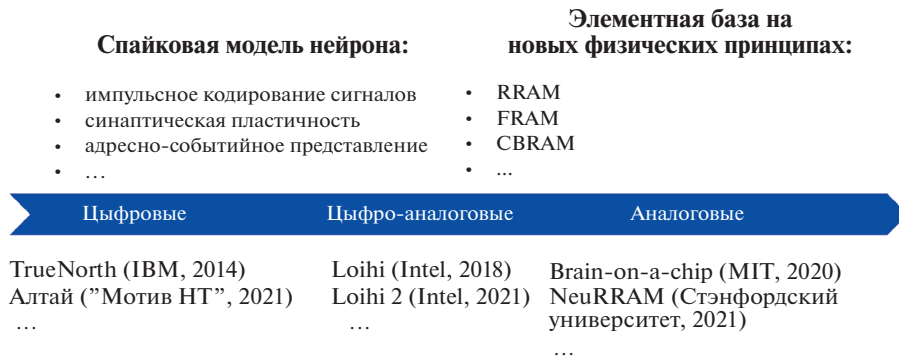 Спайковая модель нейрона:
• импульсное кодирование сигналов
• синаптическая пластичность
• адресно-событийное представление
• …
Элементная база на
новых физических принципах:
• RRAM
• FRAM
• CBRAM
• ...
Цыфровые
Цыфро-аналоговые
Аналоговые
TrueNorth (IBM, 2014)
Алтай (”Мотив НТ”, 2021)
…
Loihi (Intel, 2018)
Loihi 2 (Intel, 2021)
…
Brain-on-a-chip (MIT, 2020)
NeuRRAM (Стэнфордский
университет, 2021)
…